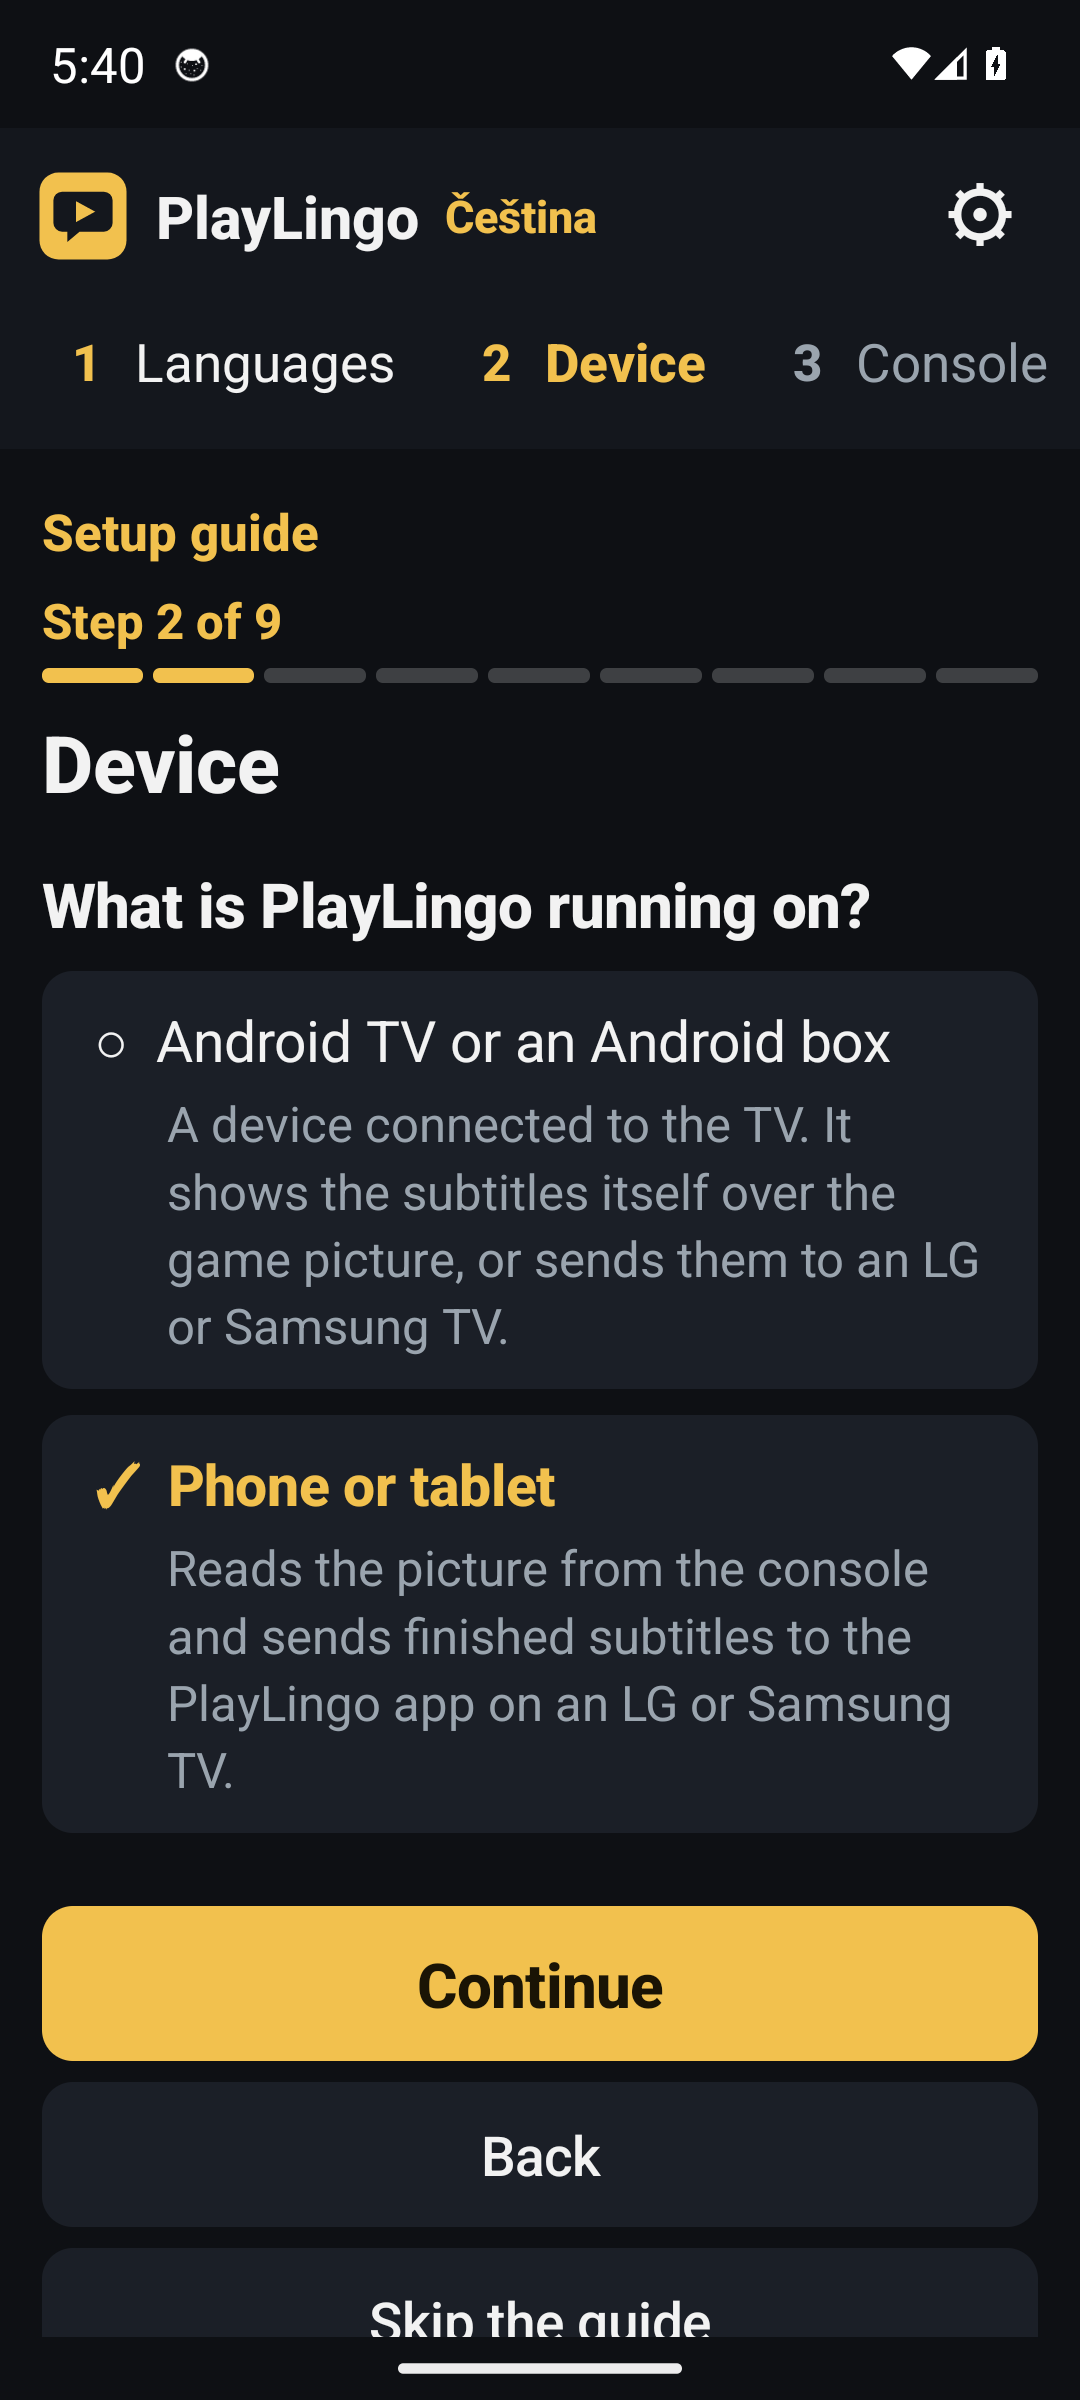 5:40
PlayLingo Čeština
1 Languages 2 Device 3 Console
Setup guide
Step 2 of 9
Device
What is PlayLingo running on?
Android TV or an Android box
A device connected to the TV. It
shows the subtitles itself over the
game picture, or sends them to an LG
or Samsung TV.
✓ Phone or tablet
Reads the picture from the console
and sends finished subtitles to the
PlayLingo app on an LG or Samsung
TV.
Continue
Back
Skip the guide